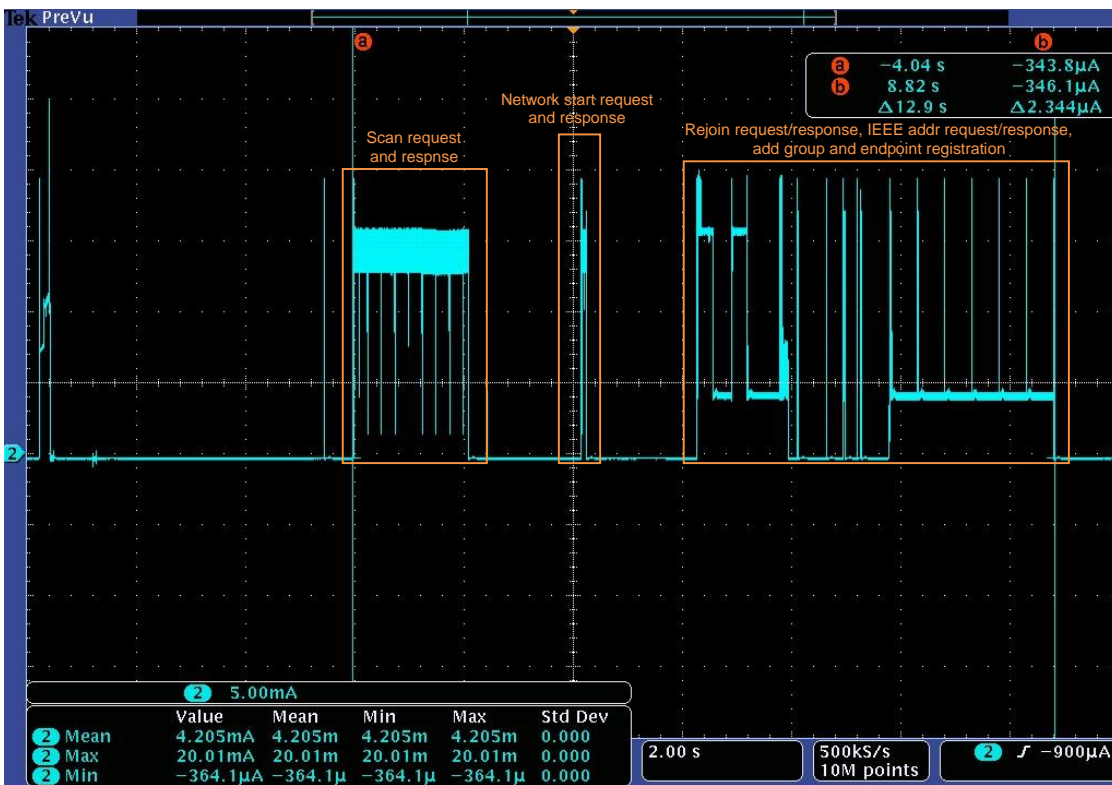 Tek PreVu
a
b
a −4.04 s −343.8µA
b 8.82 s −346.1µA
Δ12.9 s Δ2.344µA
Network start request
and response
Scan request
and respnse
Rejoin request/response, IEEE addr request/response,
add group and endpoint registration
2
2 5.00mA
Value Mean Min Max Std Dev
2 Mean 4.205mA 4.205m 4.205m 4.205m 0.000
2 Max 20.01mA 20.01m 20.01m 20.01m 0.000
2 Min −364.1µA −364.1µ −364.1µ −364.1µ 0.000
2.00 s
500kS/s
10M points
2 ∫ −900µA